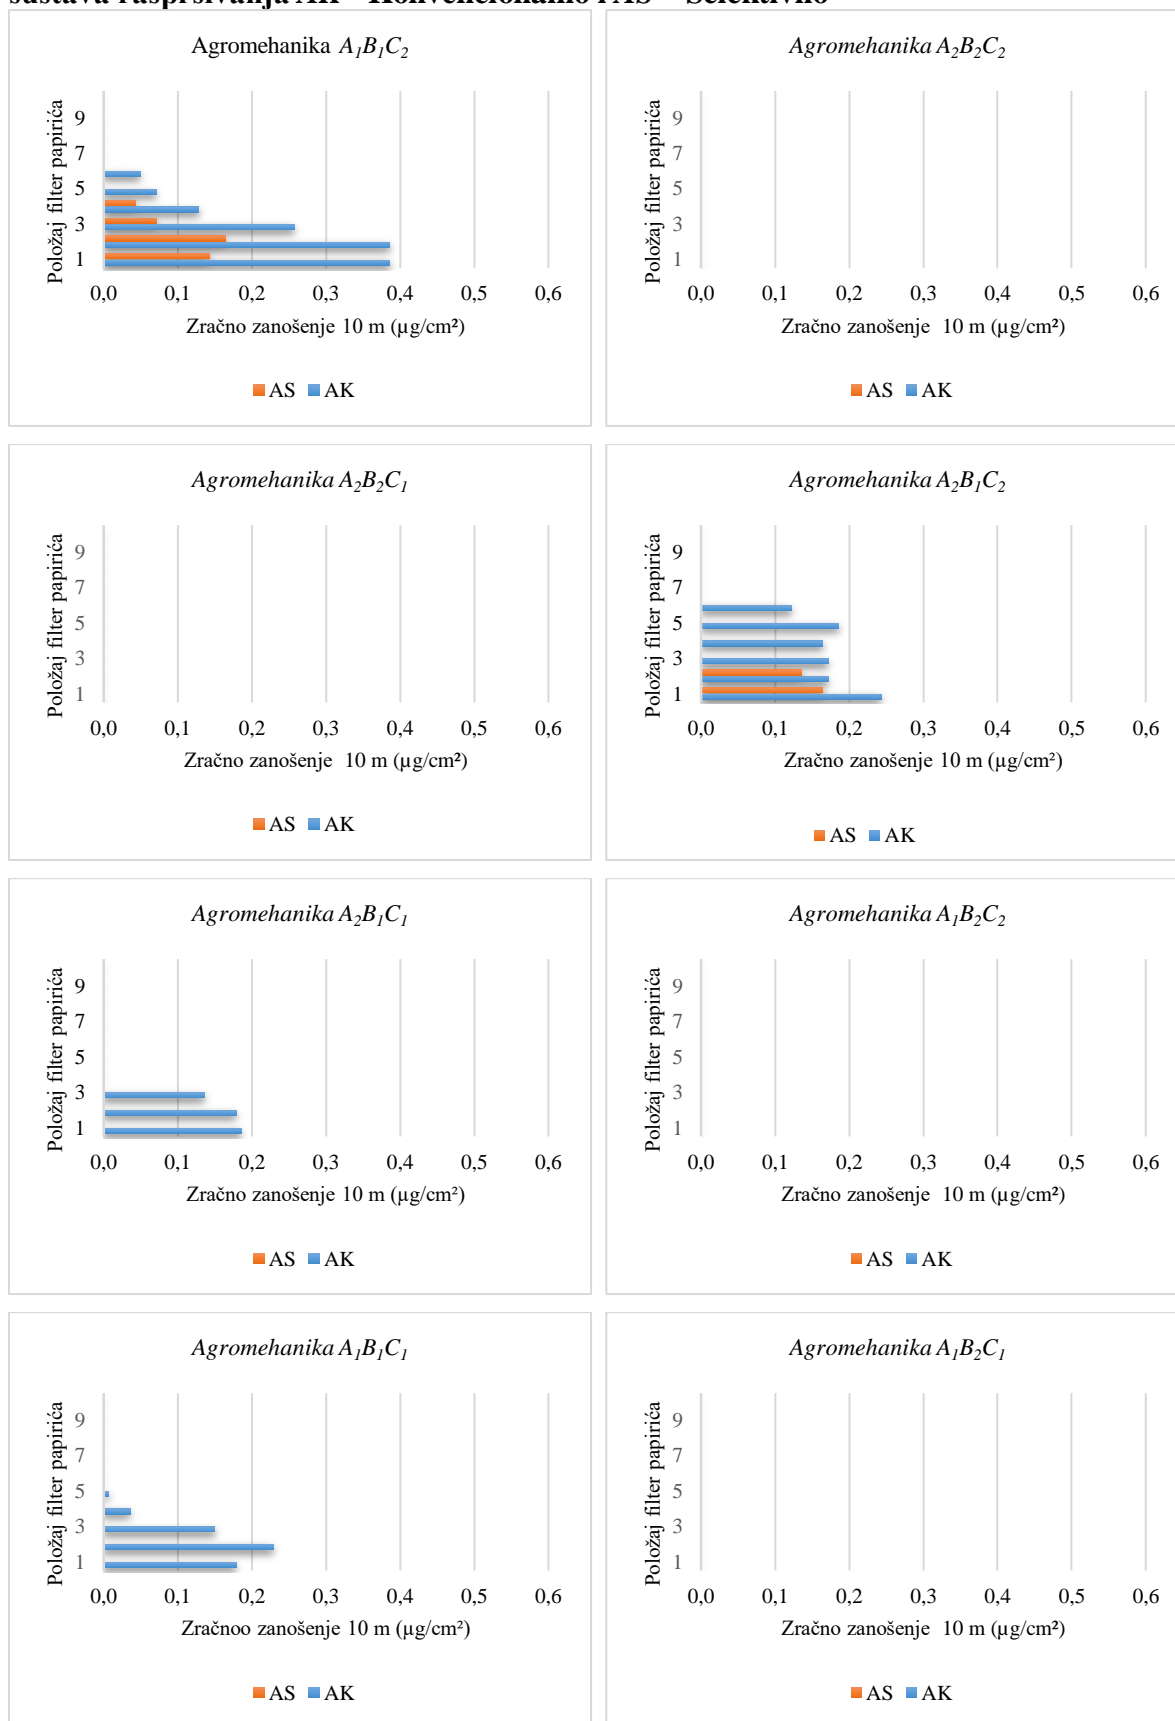 sustava raspršivanja AK – Konvencionalno i AS – Selektivno
Agromehanika A₁B₁C₂
Položaj filter papirića
9
7
5
3
1
0,0 0,1 0,2 0,3 0,4 0,5 0,6
Zračno zanošenje 10 m (µg/cm²)
AS AK
Agromehanika A₂B₂C₂
Položaj filter papirića
9
7
5
3
1
0,0 0,1 0,2 0,3 0,4 0,5 0,6
Zračno zanošenje 10 m (µg/cm²)
AS AK
Agromehanika A₂B₂C₁
Položaj filter papirića
9
7
5
3
1
0,0 0,1 0,2 0,3 0,4 0,5 0,6
Zračno zanošenje 10 m (µg/cm²)
AS AK
Agromehanika A₂B₁C₂
Položaj filter papirića
9
7
5
3
1
0,0 0,1 0,2 0,3 0,4 0,5 0,6
Zračno zanošenje 10 m (µg/cm²)
AS AK
Agromehanika A₂B₁C₁
Položaj filter papirića
9
7
5
3
1
0,0 0,1 0,2 0,3 0,4 0,5 0,6
Zračno zanošenje 10 m (µg/cm²)
AS AK
Agromehanika A₁B₂C₂
Položaj filter papirića
9
7
5
3
1
0,0 0,1 0,2 0,3 0,4 0,5 0,6
Zračno zanošenje 10 m (µg/cm²)
AS AK
Agromehanika A₁B₁C₁
Položaj filter papirića
9
7
5
3
1
0,0 0,1 0,2 0,3 0,4 0,5 0,6
Zračnoo zanošenje 10 m (µg/cm²)
AS AK
Agromehanika A₁B₂C₁
Položaj filter papirića
9
7
5
3
1
0,0 0,1 0,2 0,3 0,4 0,5 0,6
Zračno zanošenje 10 m (µg/cm²)
AS AK